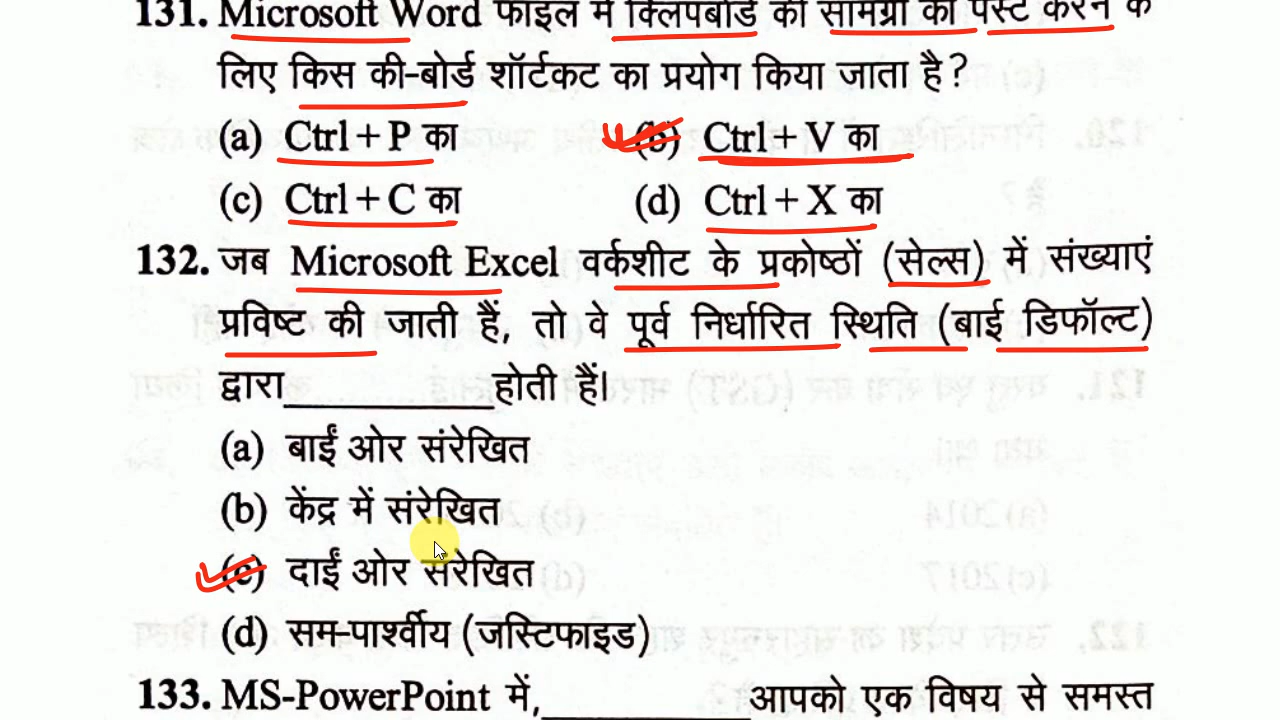 131. Microsoft Word फाइल में क्लिपबोर्ड की सामग्री को पेस्ट करने के
लिए किस की-बोर्ड शॉर्टकट का प्रयोग किया जाता है?
(a) Ctrl + P का (b) Ctrl + V का
(c) Ctrl + C का (d) Ctrl + X का
132. जब Microsoft Excel वर्कशीट के प्रकोष्ठों (सेल्स) में संख्याएं
प्रविष्ट की जाती हैं, तो वे पूर्व निर्धारित स्थिति (बाई डिफॉल्ट)
द्वारा__________होती हैं।
(a) बाईं ओर संरेखित
(b) केंद्र में संरेखित
(c) दाईं ओर संरेखित
(d) सम-पार्श्वीय (जस्टिफाइड)
133. MS-PowerPoint में,__________आपको एक विषय से समस्त